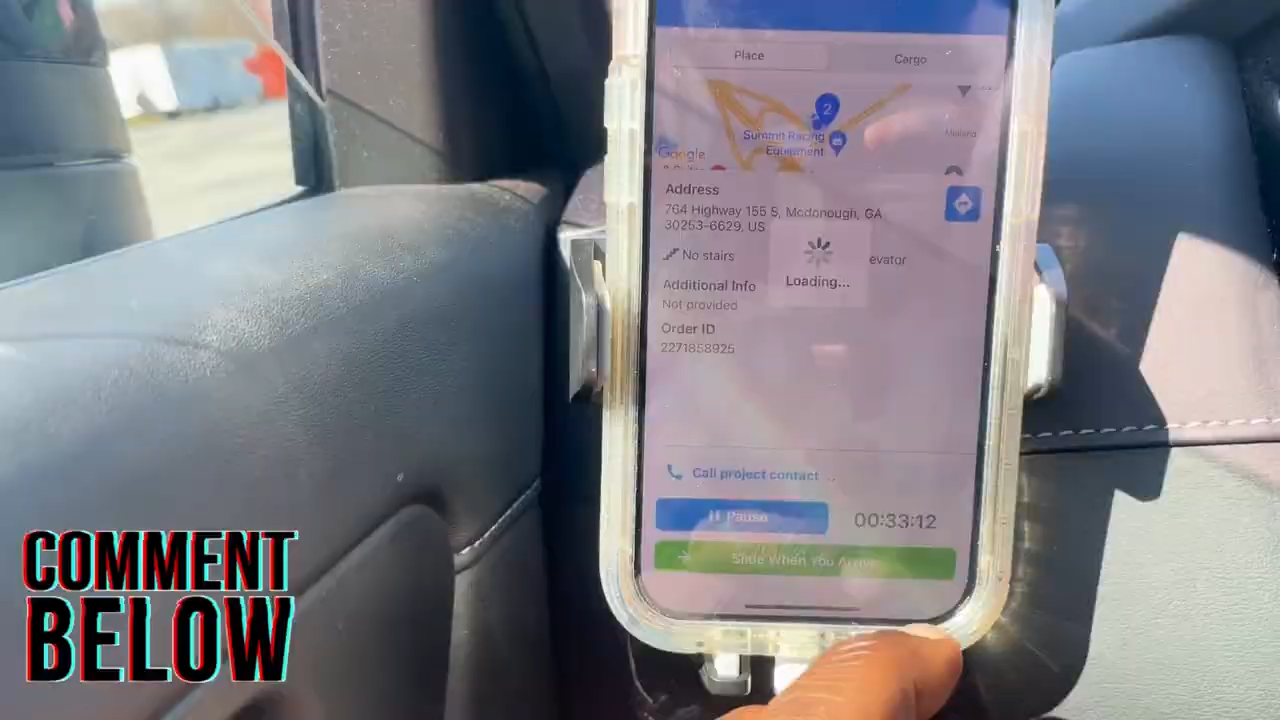 Place
Cargo
2
Summit Racing
Equipment
Google
Address
764 Highway 155 S, Mcdonough, GA
30253-6629, US
No stairs
evator
Loading...
Additional Info
Not provided
Order ID
2271858925
Call project contact
Pause
00:33:12
Slide When You Arrive
COMMENT
BELOW